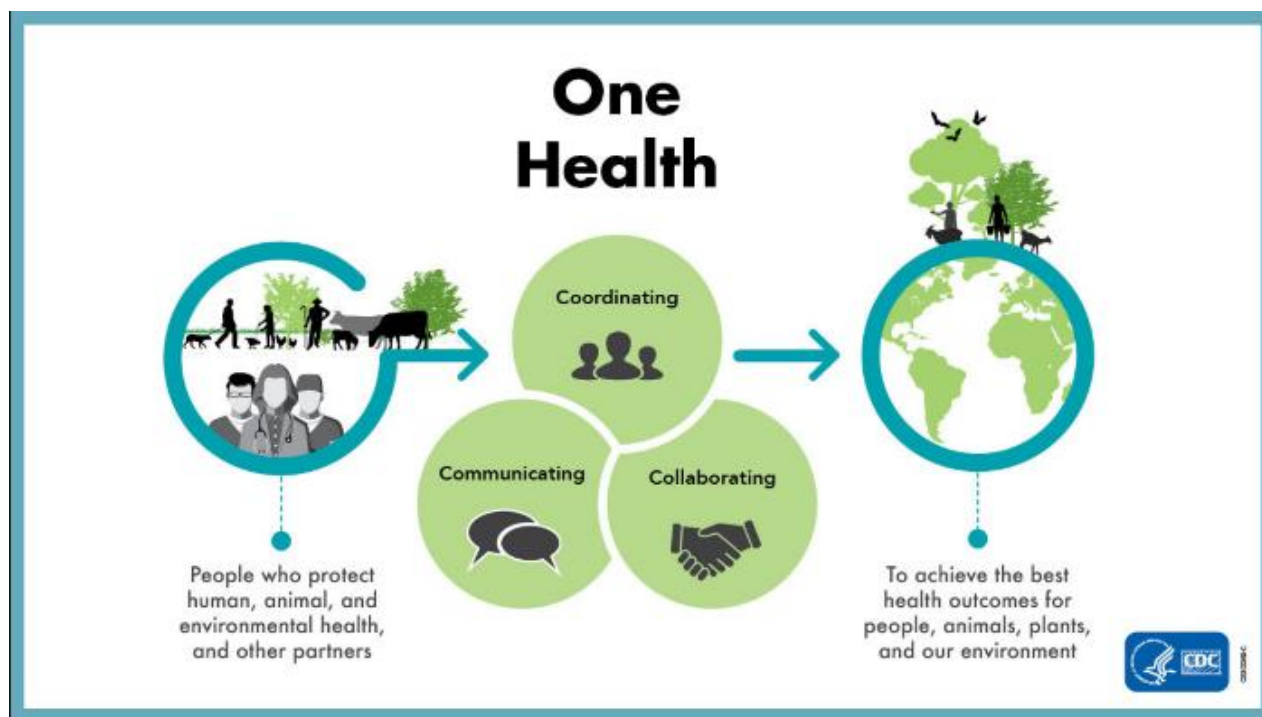 One
Health
Coordinating
Communicating
Collaborating
People who protect
human, animal, and
environmental health,
and other partners
To achieve the best
health outcomes for
people, animals, plants,
and our environment
CDC